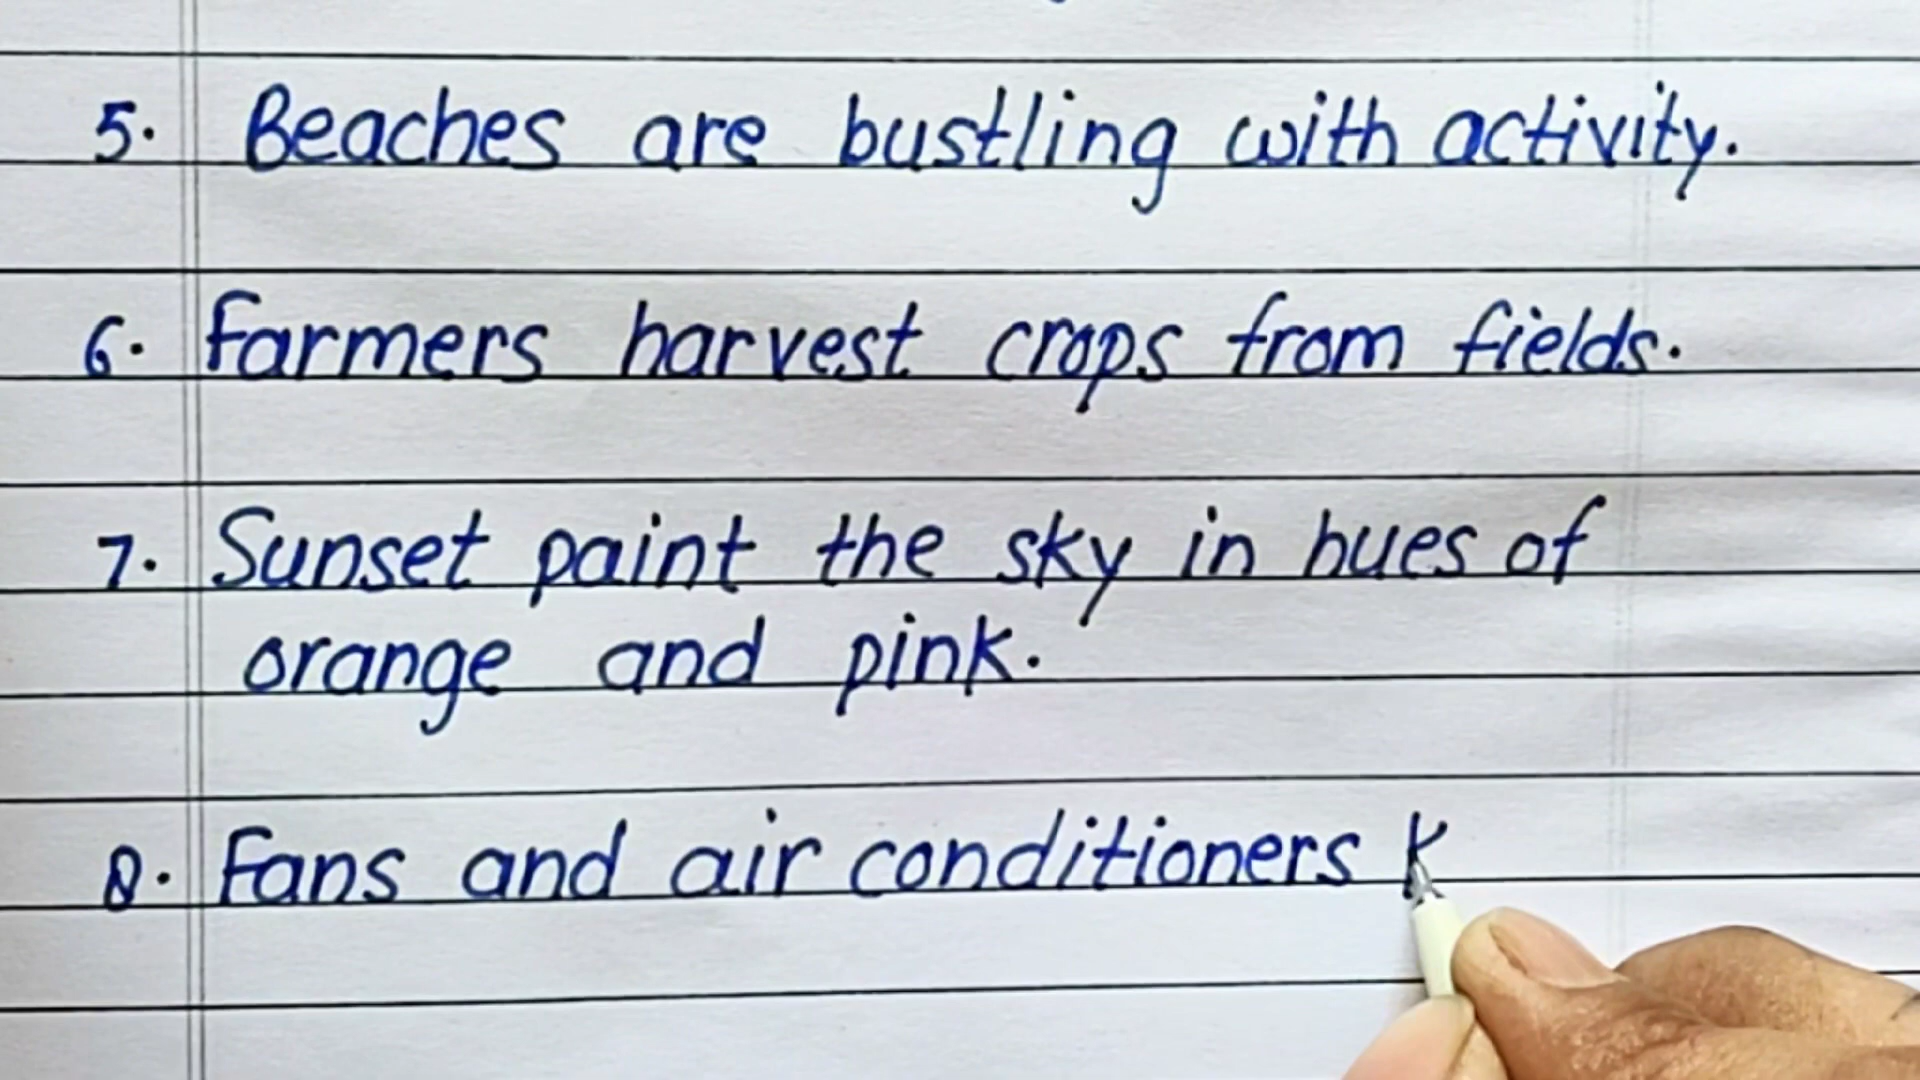 5. Beaches are bustling with activity.
6. Farmers harvest crops from fields.
7. Sunset paint the sky in hues of
orange and pink.
8. Fans and air conditioners k